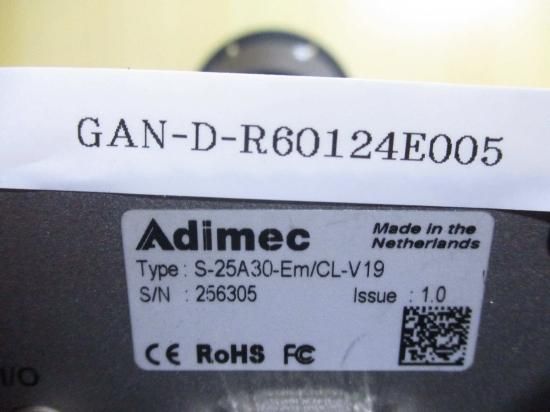 GAN-D-R60124E005
Adimec
Made in the
Netherlands
Type : S-25A30-Em/CL-V19
S/N : 256305
Issue : 1.0
CE RoHS FC
I/O